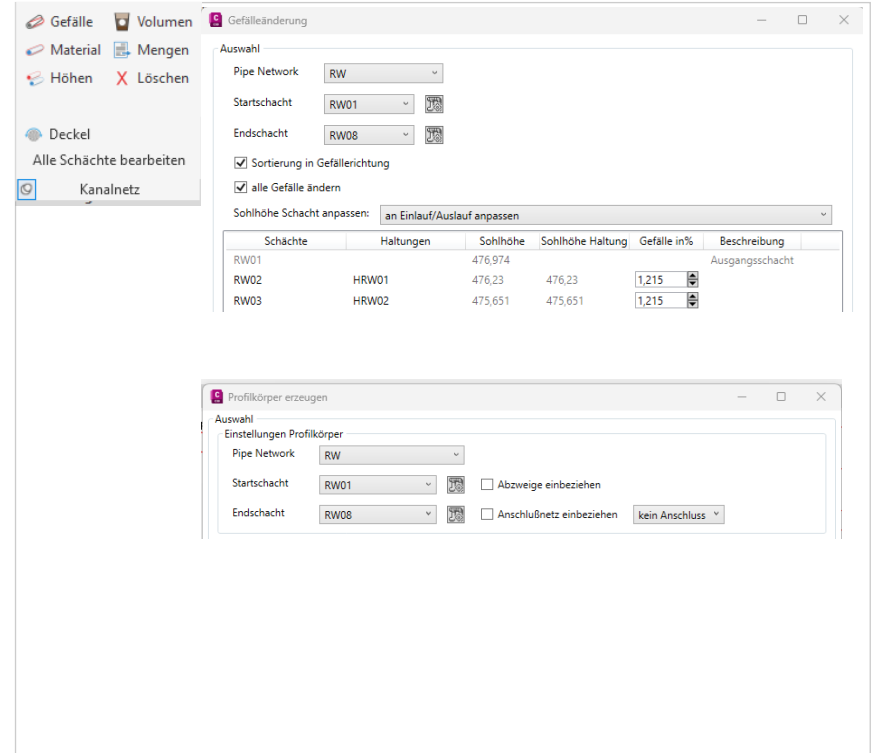 Gefälle Volumen
Material Mengen
Höhen Löschen
Deckel
Alle Schächte bearbeiten
Kanalnetz
Gefälleänderung
Auswahl
Pipe Network RW
Startschacht RW01
Endschacht RW08
Sortierung in Gefällerichtung
alle Gefälle ändern
Sohlhöhe Schacht anpassen: an Einlauf/Auslauf anpassen
Schächte Haltungen Sohlhöhe Sohlhöhe Haltung Gefälle in% Beschreibung
RW01 476,974 Ausgangsschacht
RW02 HRW01 476,23 476,23 1,215
RW03 HRW02 475,651 475,651 1,215
Profilkörper erzeugen
Auswahl
Einstellungen Profilkörper
Pipe Network RW
Startschacht RW01 Abzweige einbeziehen
Endschacht RW08 Anschlußnetz einbeziehen kein Anschluss